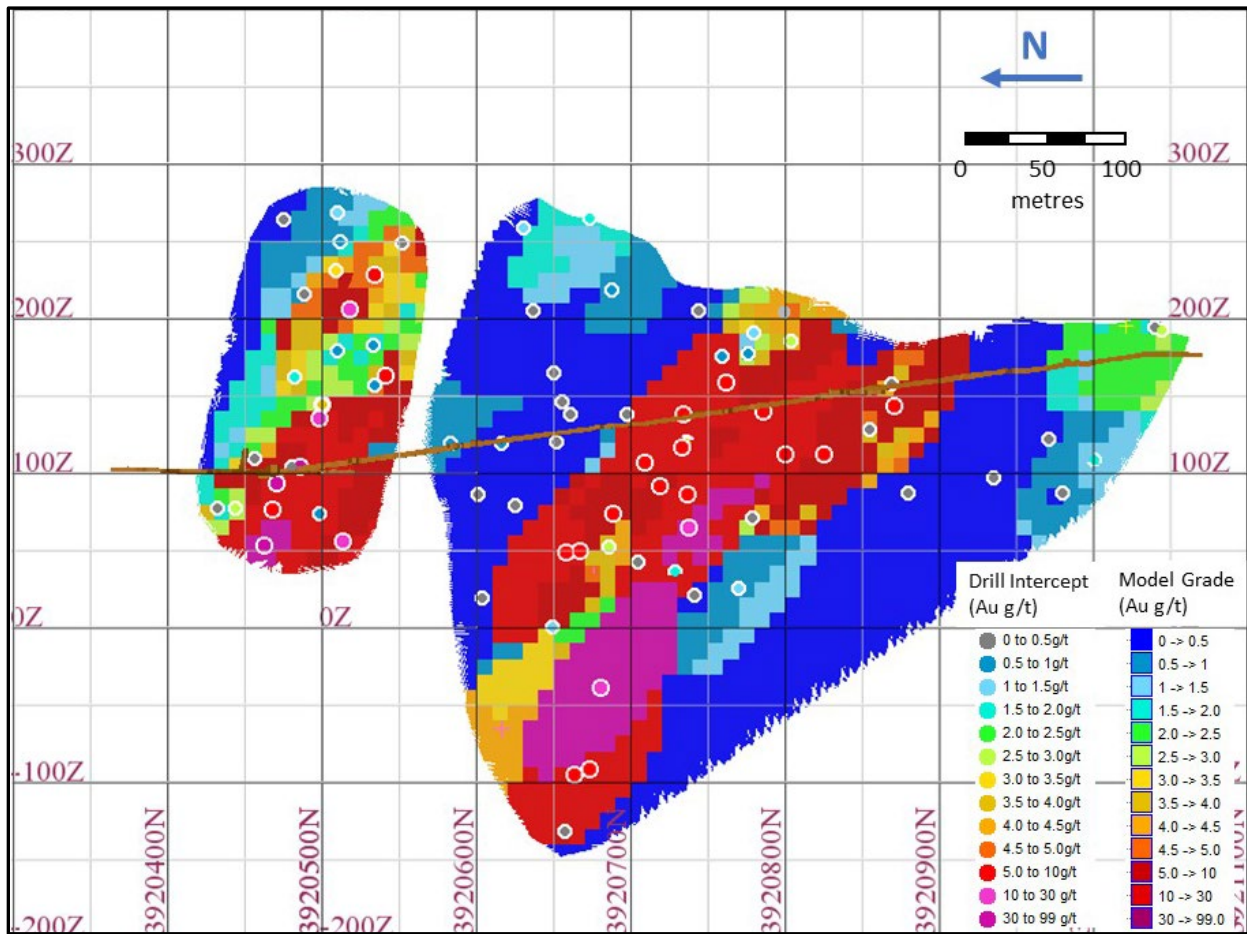 N
0
50
100
metres
300Z
300Z
200Z
200Z
100Z
100Z
0Z
0Z
-100Z
-200Z
-200Z
3920400N
3920500N
3920600N
3920700N
3920800N
3920900N
3921100N
Drill Intercept
(Au g/t)
0 to 0.5g/t
0.5 to 1g/t
1 to 1.5g/t
1.5 to 2.0g/t
2.0 to 2.5g/t
2.5 to 3.0g/t
3.0 to 3.5g/t
3.5 to 4.0g/t
4.0 to 4.5g/t
4.5 to 5.0g/t
5.0 to 10g/t
10 to 30 g/t
30 to 99 g/t
Model Grade
(Au g/t)
0 -> 0.5
0.5 -> 1
1 -> 1.5
1.5 -> 2.0
2.0 -> 2.5
2.5 -> 3.0
3.0 -> 3.5
3.5 -> 4.0
4.0 -> 4.5
4.5 -> 5.0
5.0 -> 10
10 -> 30
30 -> 99.0